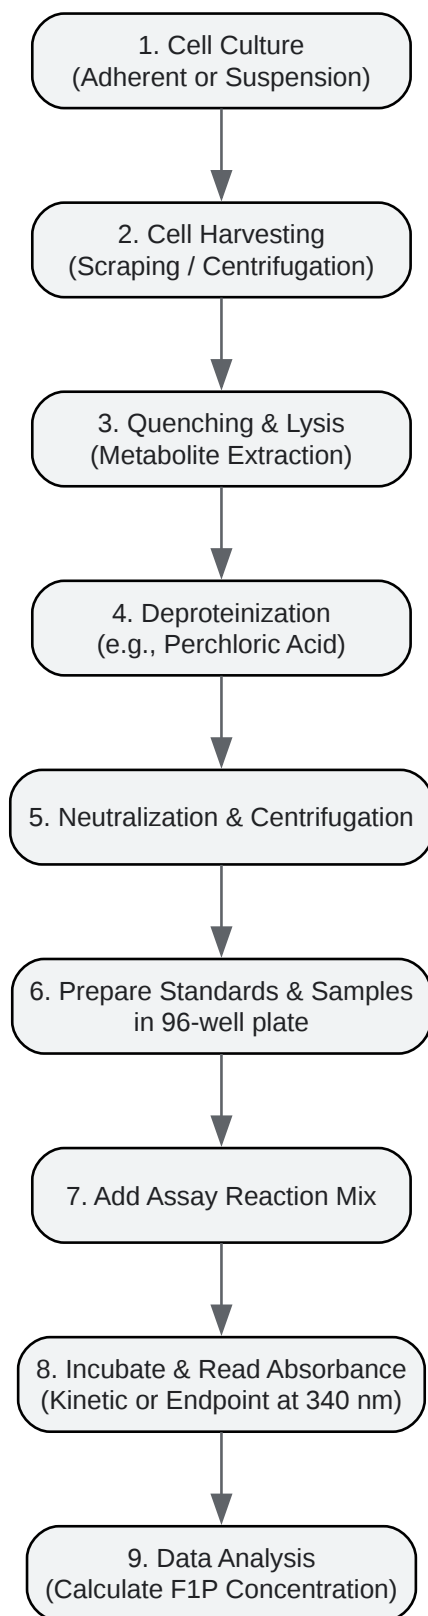 1. Cell Culture
(Adherent or Suspension)
2. Cell Harvesting
(Scraping / Centrifugation)
3. Quenching & Lysis
(Metabolite Extraction)
4. Deproteinization
(e.g., Perchloric Acid)
5. Neutralization & Centrifugation
6. Prepare Standards & Samples
in 96-well plate
7. Add Assay Reaction Mix
8. Incubate & Read Absorbance
(Kinetic or Endpoint at 340 nm)
9. Data Analysis
(Calculate F1P Concentration)